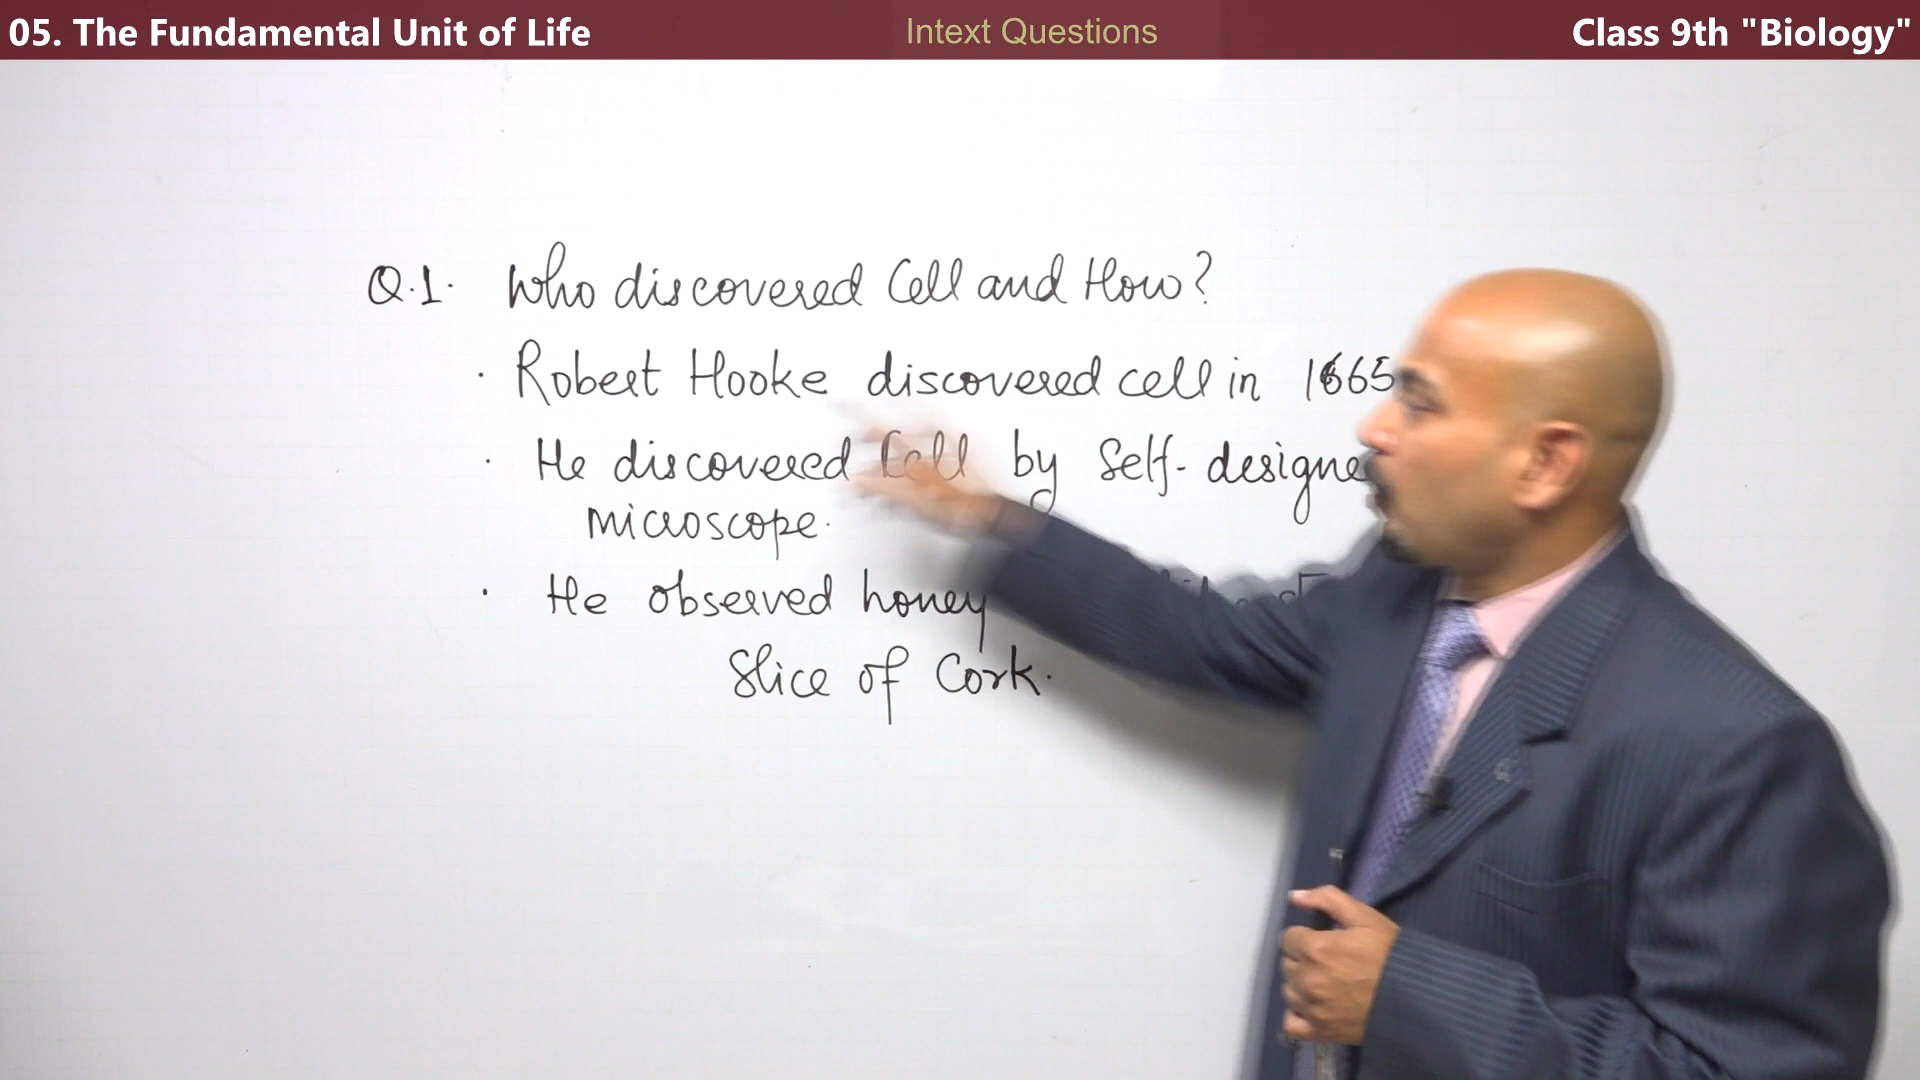 05. The Fundamental Unit of Life
Intext Questions
Class 9th "Biology"
Q.1. Who discovered Cell and How?
· Robert Hooke discovered cell in 1665
· He discovered Cell by Self-designe
microscope.
· He observed honey
Slice of Cork.